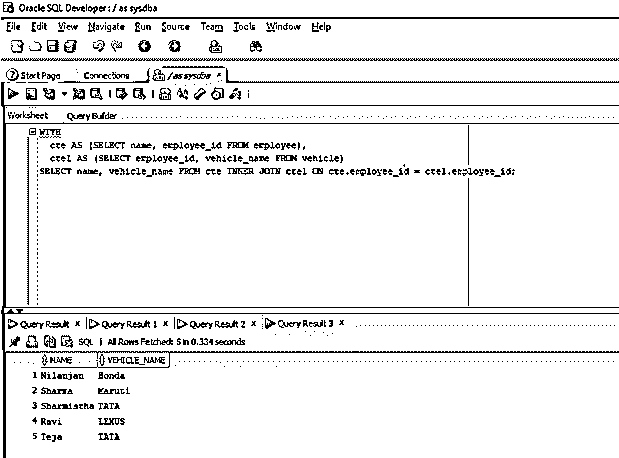 Oracle SQL Developer : / as sysdba
File Edit View Navigate Run Source Team Tools Window Help
Start Page Connections / as sysdba ×
Worksheet Query Builder
WITH
cte AS (SELECT name, employee_id FROM employee),
cte1 AS (SELECT employee_id, vehicle_name FROM vehicle)
SELECT name, vehicle_name FROM cte INNER JOIN cte1 ON cte.employee_id = cte1.employee_id;
Query Result × Query Result 1 × Query Result 2 × Query Result 3 ×
SQL | All Rows Fetched: 5 in 0.334 seconds
NAME VEHICLE_NAME
1 Nilanjan Honda
2 Sharma Maruti
3 Sharmistha TATA
4 Ravi LEXUS
5 Teja TATA